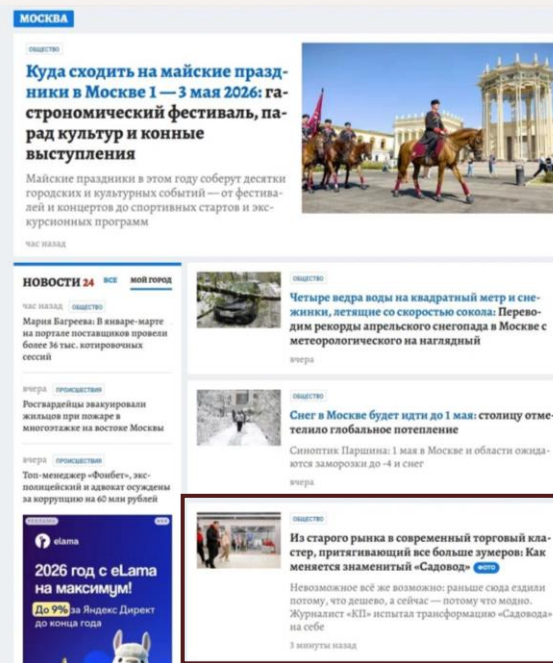 МОСКВА
ОБЩЕСТВО
Куда сходить на майские празд-
ники в Москве 1 — 3 мая 2026: га-
строномический фестиваль, па-
рад культур и конные
выступления
Майские праздники в этом году соберут десятки
городских и культурных событий — от фестива-
лей и концертов до спортивных стартов и экс-
курсионных программ
час назад
НОВОСТИ 24 ВСЕ МОЙ ГОРОД
час назад ОБЩЕСТВО
Мария Багреева: В январе-марте
на портале поставщиков провели
более 36 тыс. котировочных
сессий
вчера ПРОИСШЕСТВИЯ
Росгвардейцы эвакуировали
жильцов при пожаре в
многоэтажке на востоке Москвы
вчера ПРОИСШЕСТВИЯ
Топ-менеджер «Фонбет», экс-
полицейский и адвокат осуждены
за коррупцию на 60 млн рублей
РЕКЛАМА
elama
2026 год с eLama
на максимум!
До 9% за Яндекс Директ
до конца года
ОБЩЕСТВО
Четыре ведра воды на квадратный метр и сне-
жинки, летящие со скоростью сокола: Перево-
дим рекорды апрельского снегопада в Москве с
метеорологического на наглядный
вчера
ОБЩЕСТВО
Снег в Москве будет идти до 1 мая: столицу отме-
телило глобальное потепление
Синоптик Паршина: 1 мая в Москве и области ожида-
ются заморозки до -4 и снег
вчера
ОБЩЕСТВО
Из старого рынка в современный торговый кла-
стер, притягивающий все больше зумеров: Как
меняется знаменитый «Садовод» ФОТО
Невозможное всё же возможно: раньше сюда ездили
потому, что дешево, а сейчас — потому что модно.
Журналист «КП» испытал трансформацию «Садовода»
на себе
3 минуты назад